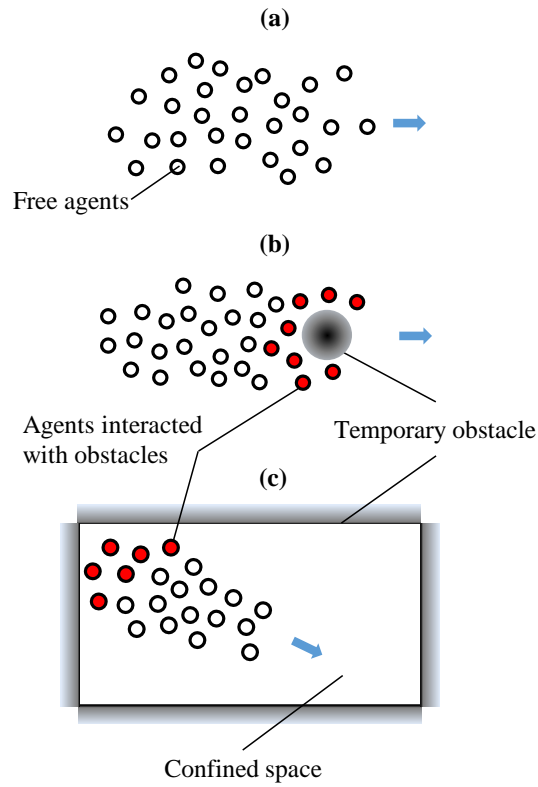 (a)
Free agents
(b)
Agents interacted
with obstacles
Temporary obstacle
(c)
Confined space